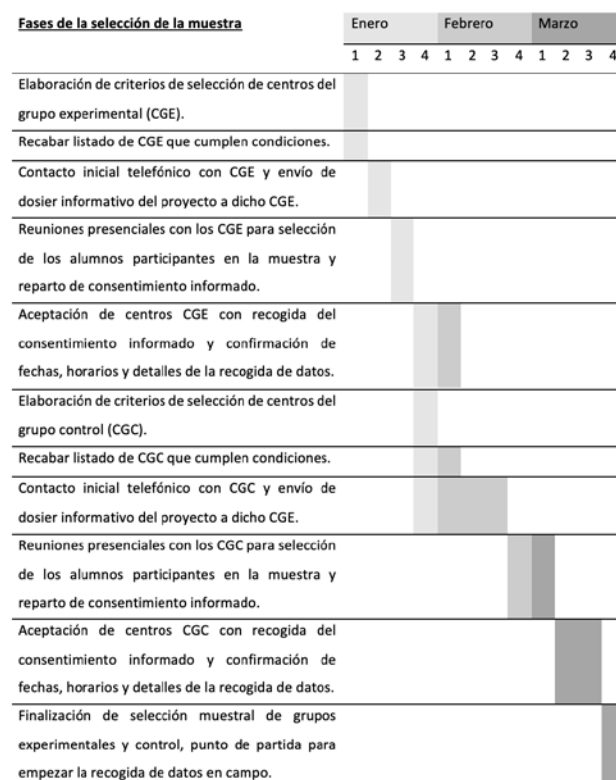 Fases de la selección de la muestra Enero Febrero Marzo
1 2 3 4 1 2 3 4 1 2 3 4
Elaboración de criterios de selección de centros del
grupo experimental (CGE).
Recabar listado de CGE que cumplen condiciones.
Contacto inicial telefónico con CGE y envío de
dosier informativo del proyecto a dicho CGE.
Reuniones presenciales con los CGE para selección
de los alumnos participantes en la muestra y
reparto de consentimiento informado.
Aceptación de centros CGE con recogida del
consentimiento informado y confirmación de
fechas, horarios y detalles de la recogida de datos.
Elaboración de criterios de selección de centros del
grupo control (CGC).
Recabar listado de CGC que cumplen condiciones.
Contacto inicial telefónico con CGC y envío de
dosier informativo del proyecto a dicho CGE.
Reuniones presenciales con los CGC para selección
de los alumnos participantes en la muestra y
reparto de consentimiento informado.
Aceptación de centros CGC con recogida del
consentimiento informado y confirmación de
fechas, horarios y detalles de la recogida de datos.
Finalización de selección muestral de grupos
experimentales y control, punto de partida para
empezar la recogida de datos en campo.